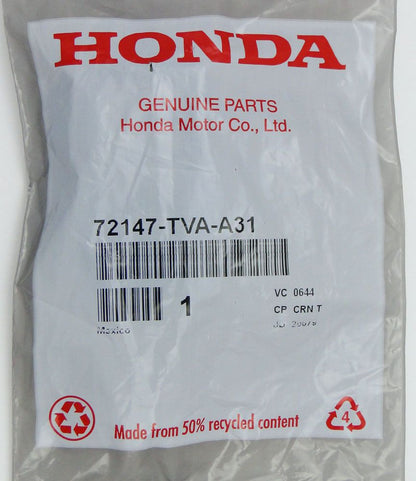 HONDA
GENUINE PARTS
Honda Motor Co., Ltd.
72147-TVA-A31
1
VC 0644
CP CRN T
Mexico
Made from 50% recycled content
4